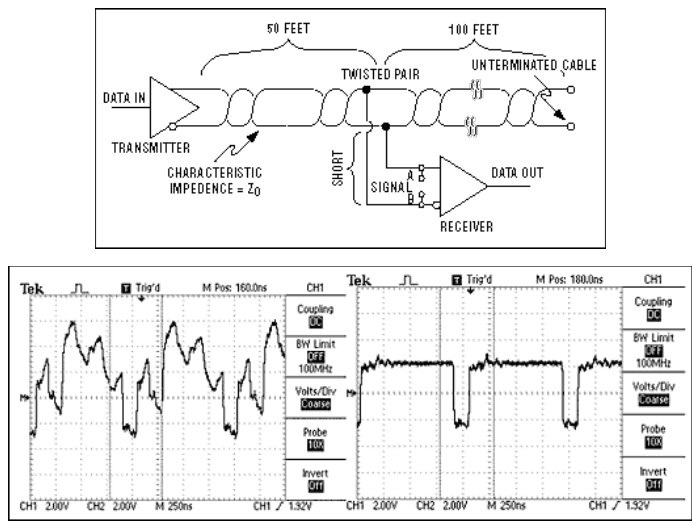 50 FEET
100 FEET
TWISTED PAIR
UNTERMINATED CABLE
DATA IN
TRANSMITTER
CHARACTERISTIC
IMPEDENCE = Z0
SHORT
SIGNAL
A
B
DATA OUT
RECEIVER
Tek
T Trig'd
M Pos: 160.0ns
CH1
Coupling
DC
BW Limit
OFF
100MHz
Volts/Div
Coarse
Probe
10X
Invert
Off
M
CH1 2.00V CH2 2.00V M 250ns CH1 / 1.32V
Tek
T Trig'd
M Pos: 180.0ns
CH1
Coupling
DC
BW Limit
OFF
100MHz
Volts/Div
Coarse
Probe
10X
Invert
Off
M
CH1 2.00V CH2 2.00V M 250ns CH1 / 1.92V